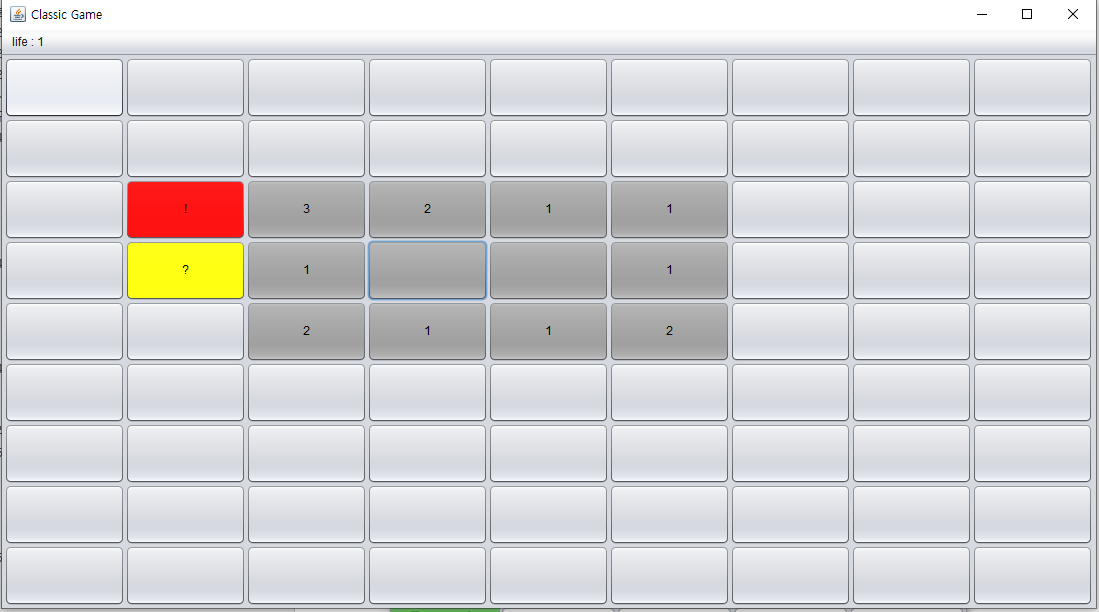 Classic Game
life : 1
! 3 2 1 1
? 1 1
2 1 1 2